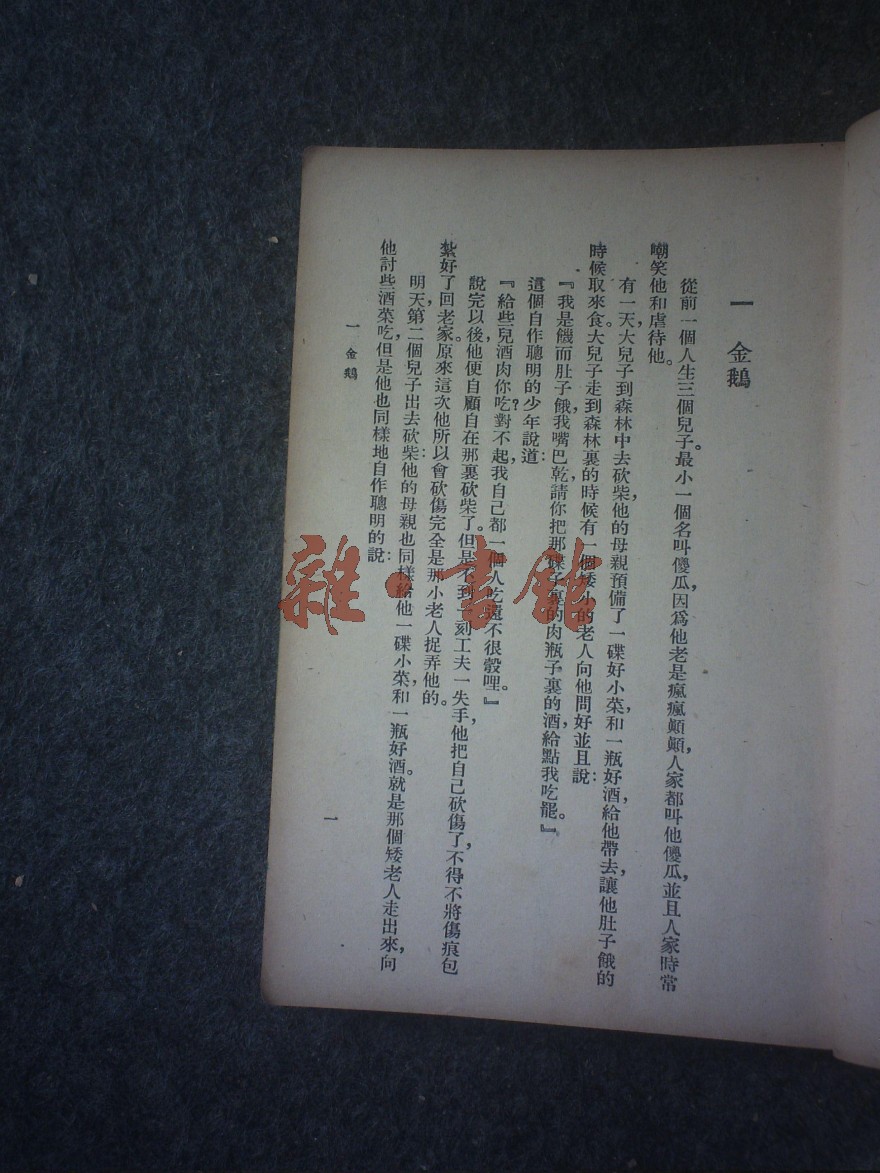 一 金鵝
從前一個人生三個兒子。最小一個名叫傻瓜，因爲他老是瘋瘋顛顛，人家都叫他傻瓜，並且人家時常
嘲笑他和虐待他。
有一天，大兒子到森林中去砍柴，他的母親預備了一碟好小菜和一瓶好酒，給他帶去，讓他肚子餓的
時候取來食。大兒子走到森林裏的時候，有一個矮小的老人向他問好並且說：
『我是饑而肚子餓，我嘴巴乾，請你把那碟子裏的肉瓶子裏的酒，給點我吃罷。』
這個自作聰明的少年說道：
『給些兒酒肉你吃？對不起，我自己都一個人吃還不很彀哩。』
說完以後，他便自顧自在那裏砍柴了。但是不到一刻工夫一失手，他把自己砍傷了，不得不將傷痕包
紮好了回老家。原來這次他所以會砍傷完全是那小老人捉弄他的。
明天，第二個兒子出去砍柴：他的母親也同樣給他一碟小菜，和一瓶好酒。就是那個矮老人走出來，向
他討些酒菜吃，但是他也同樣地自作聰明的說：
一 金鵝
一
雜·書館